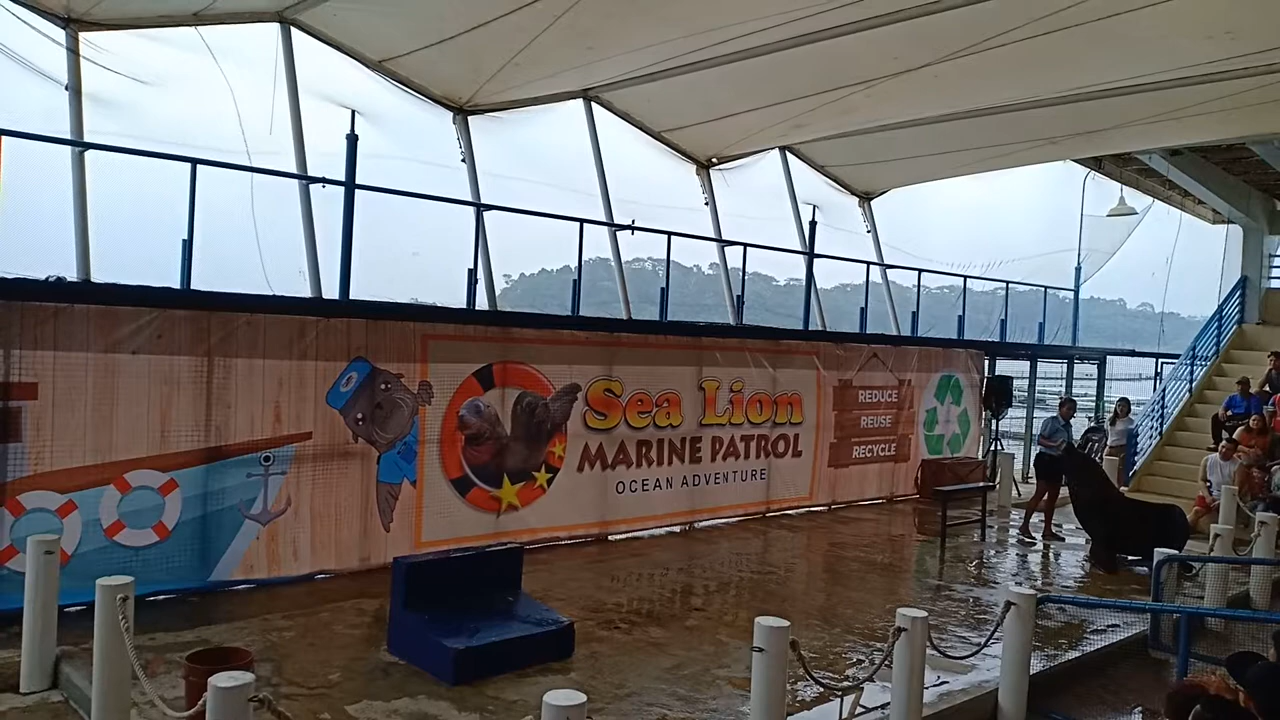 Sea Lion
MARINE PATROL
OCEAN ADVENTURE
REDUCE
REUSE
RECYCLE